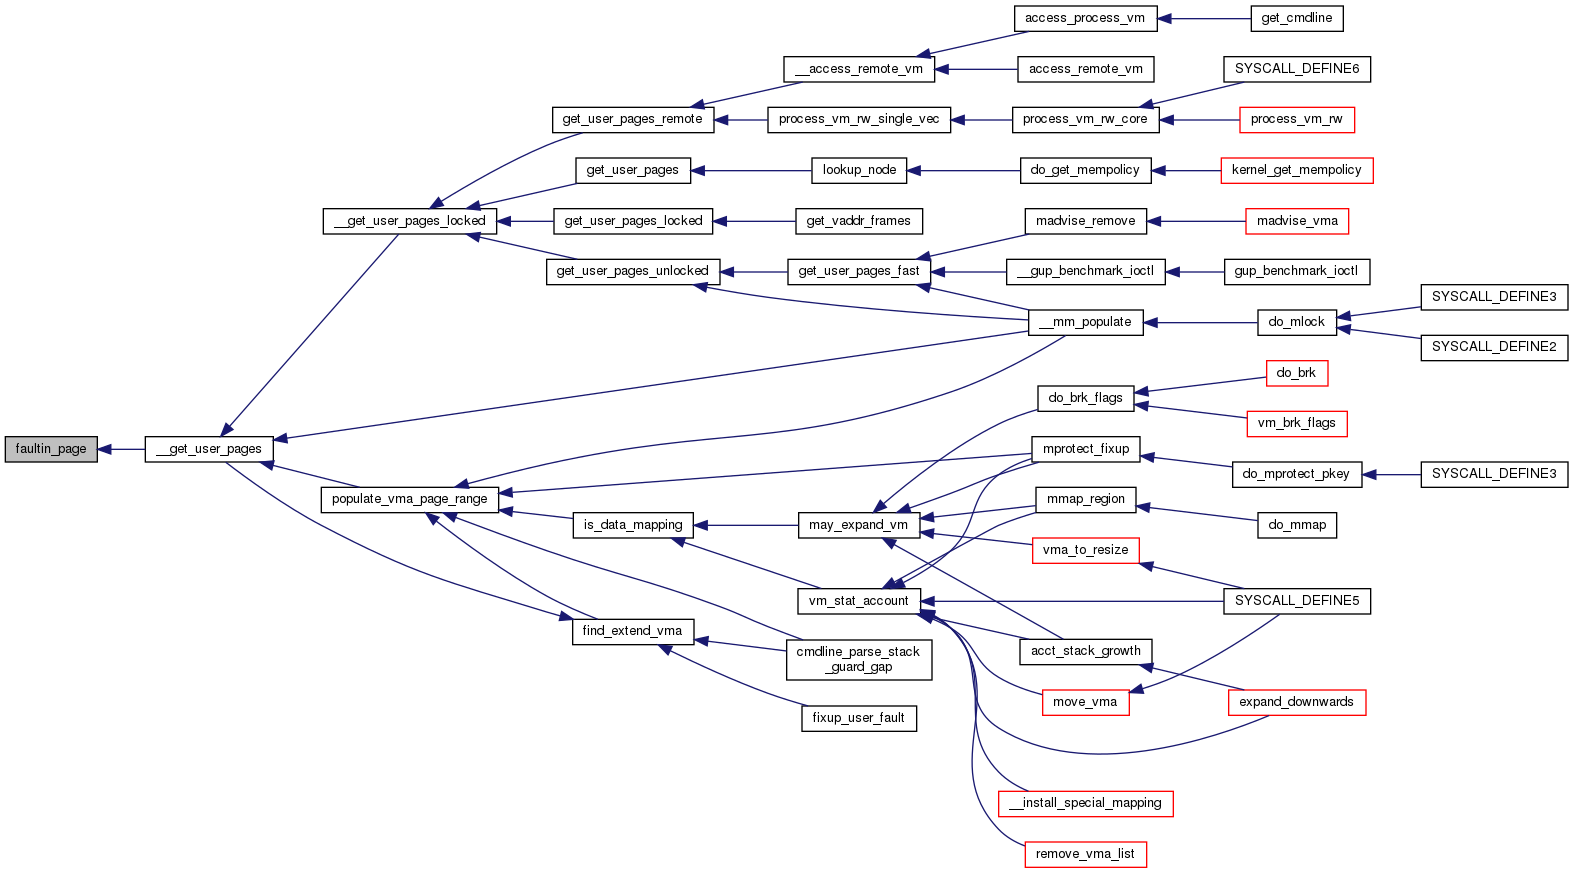 access_process_vm
get_cmdline
__access_remote_vm
access_remote_vm
SYSCALL_DEFINE6
get_user_pages_remote
process_vm_rw_single_vec
process_vm_rw_core
process_vm_rw
get_user_pages
lookup_node
do_get_mempolicy
kernel_get_mempolicy
__get_user_pages_locked
get_user_pages_locked
get_vaddr_frames
madvise_remove
madvise_vma
get_user_pages_unlocked
get_user_pages_fast
__gup_benchmark_ioctl
gup_benchmark_ioctl
SYSCALL_DEFINE3
__mm_populate
do_mlock
SYSCALL_DEFINE2
do_brk
do_brk_flags
vm_brk_flags
faultin_page
__get_user_pages
mprotect_fixup
do_mprotect_pkey
SYSCALL_DEFINE3
populate_vma_page_range
mmap_region
is_data_mapping
may_expand_vm
do_mmap
vma_to_resize
vm_stat_account
SYSCALL_DEFINE5
find_extend_vma
cmdline_parse_stack
_guard_gap
acct_stack_growth
move_vma
expand_downwards
fixup_user_fault
__install_special_mapping
remove_vma_list